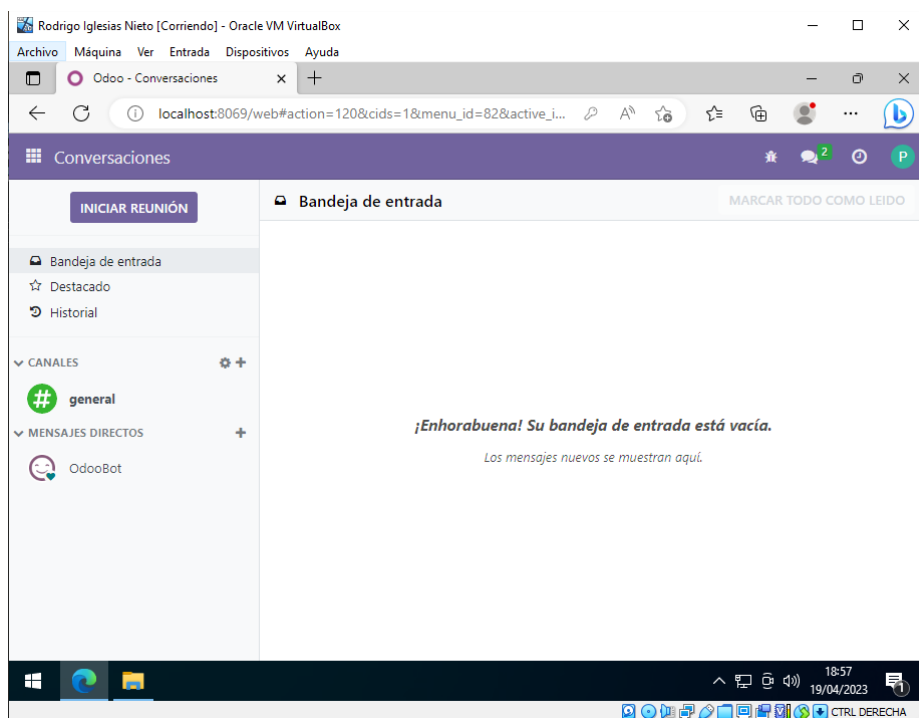 Rodrigo Iglesias Nieto [Corriendo] - Oracle VM VirtualBox
Archivo Máquina Ver Entrada Dispositivos Ayuda
Odoo - Conversaciones
localhost:8069/web#action=120&cids=1&menu_id=82&active_i...
Conversaciones
2
P
INICIAR REUNIÓN
Bandeja de entrada
MARCAR TODO COMO LEIDO
Bandeja de entrada
Destacado
Historial
CANALES
general
MENSAJES DIRECTOS
OdooBot
¡Enhorabuena! Su bandeja de entrada está vacía.
Los mensajes nuevos se muestran aquí.
18:57
19/04/2023
1
CTRL DERECHA